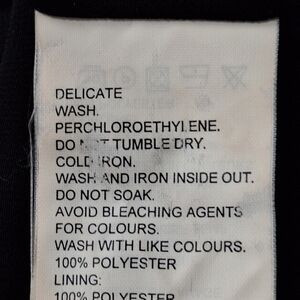 DELICATE
WASH.
PERCHLOROETHYLENE.
DO NOT TUMBLE DRY.
COLD IRON.
WASH AND IRON INSIDE OUT.
DO NOT SOAK.
AVOID BLEACHING AGENTS
FOR COLOURS.
WASH WITH LIKE COLOURS.
100% POLYESTER
LINING:
100% POLYESTER